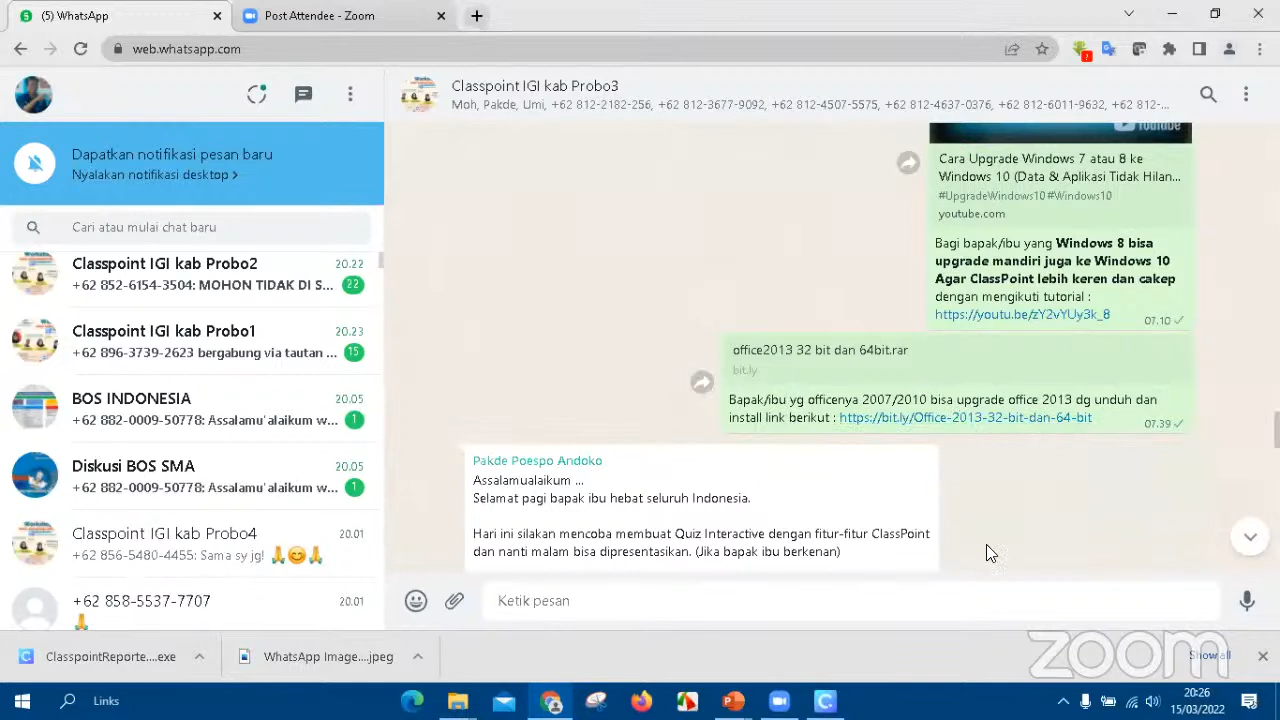 (5) WhatsApp
Post Attendee - Zoom
web.whatsapp.com
Classpoint IGI kab Probo3
Moh, Pakde, Umi, +62 812-2182-256, +62 812-3677-9092, +62 812-4507-5575, +62 812-4637-0376, +62 812-6011-9632, +62 812-...
Dapatkan notifikasi pesan baru
Nyalakan notifikasi desktop >
Cari atau mulai chat baru
Classpoint IGI kab Probo2
20.22
+62 852-6154-3504: MOHON TIDAK DI S...
22
Classpoint IGI kab Probo1
20.23
+62 896-3739-2623 bergabung via tautan ...
15
BOS INDONESIA
20.05
+62 882-0009-50778: Assalamu'alaikum w...
1
Diskusi BOS SMA
20.05
+62 882-0009-50778: Assalamu'alaikum w...
1
Classpoint IGI kab Probo4
20.01
+62 856-5480-4455: Sama sy jg! 🙏😊🙏
+62 858-5537-7707
20.01
🙏
YouTube
Cara Upgrade Windows 7 atau 8 ke
Windows 10 (Data & Aplikasi Tidak Hilan...
#UpgradeWindows10 #Windows10
youtube.com
Bagi bapak/ibu yang Windows 8 bisa
upgrade mandiri juga ke Windows 10
Agar ClassPoint lebih keren dan cakep
dengan mengikuti tutorial :
https://youtu.be/zY2vYUy3k_8
07.10
office2013 32 bit dan 64bit.rar
bit.ly
Bapak/ibu yg officenya 2007/2010 bisa upgrade office 2013 dg unduh dan
install link berikut : https://bit.ly/Office-2013-32-bit-dan-64-bit
07.39
Pakde Poespo Andoko
Assalamualaikum ...
Selamat pagi bapak ibu hebat seluruh Indonesia.
Hari ini silakan mencoba membuat Quiz Interactive dengan fitur-fitur ClassPoint
dan nanti malam bisa dipresentasikan. (Jika bapak ibu berkenan)
Ketik pesan
ClasspointReporte....exe
WhatsApp Image....jpeg
Show all
zoom
Links
20:26
15/03/2022